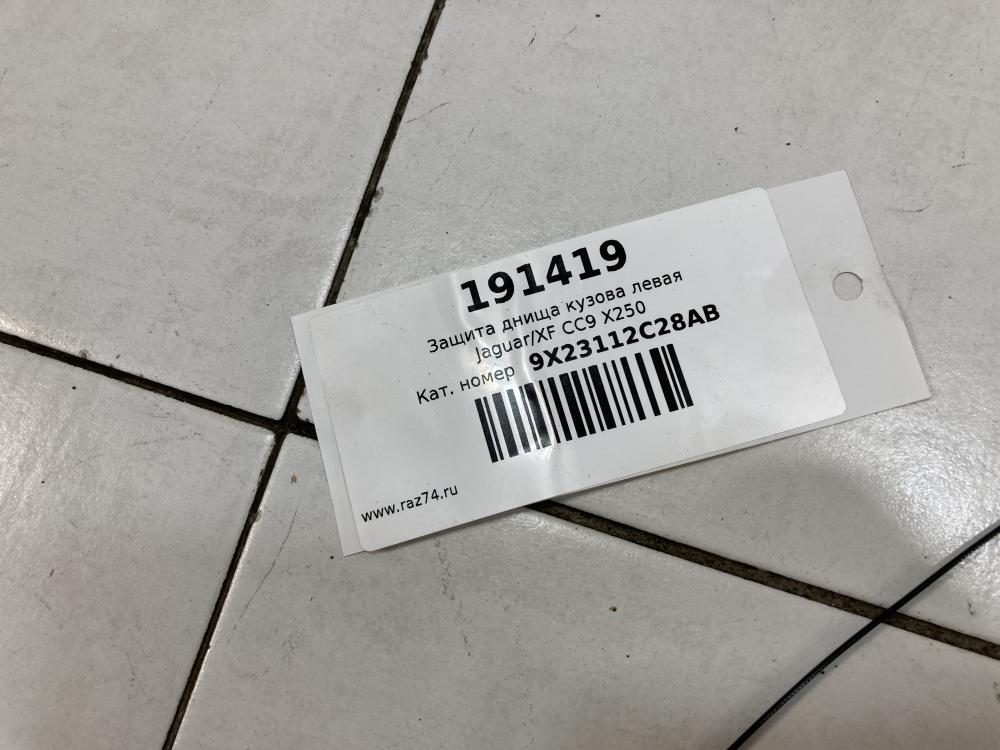 191419
Защита днища кузова левая
Jaguar/XF CC9 X250
Кат. номер 9X23112C28AB
www.raz74.ru